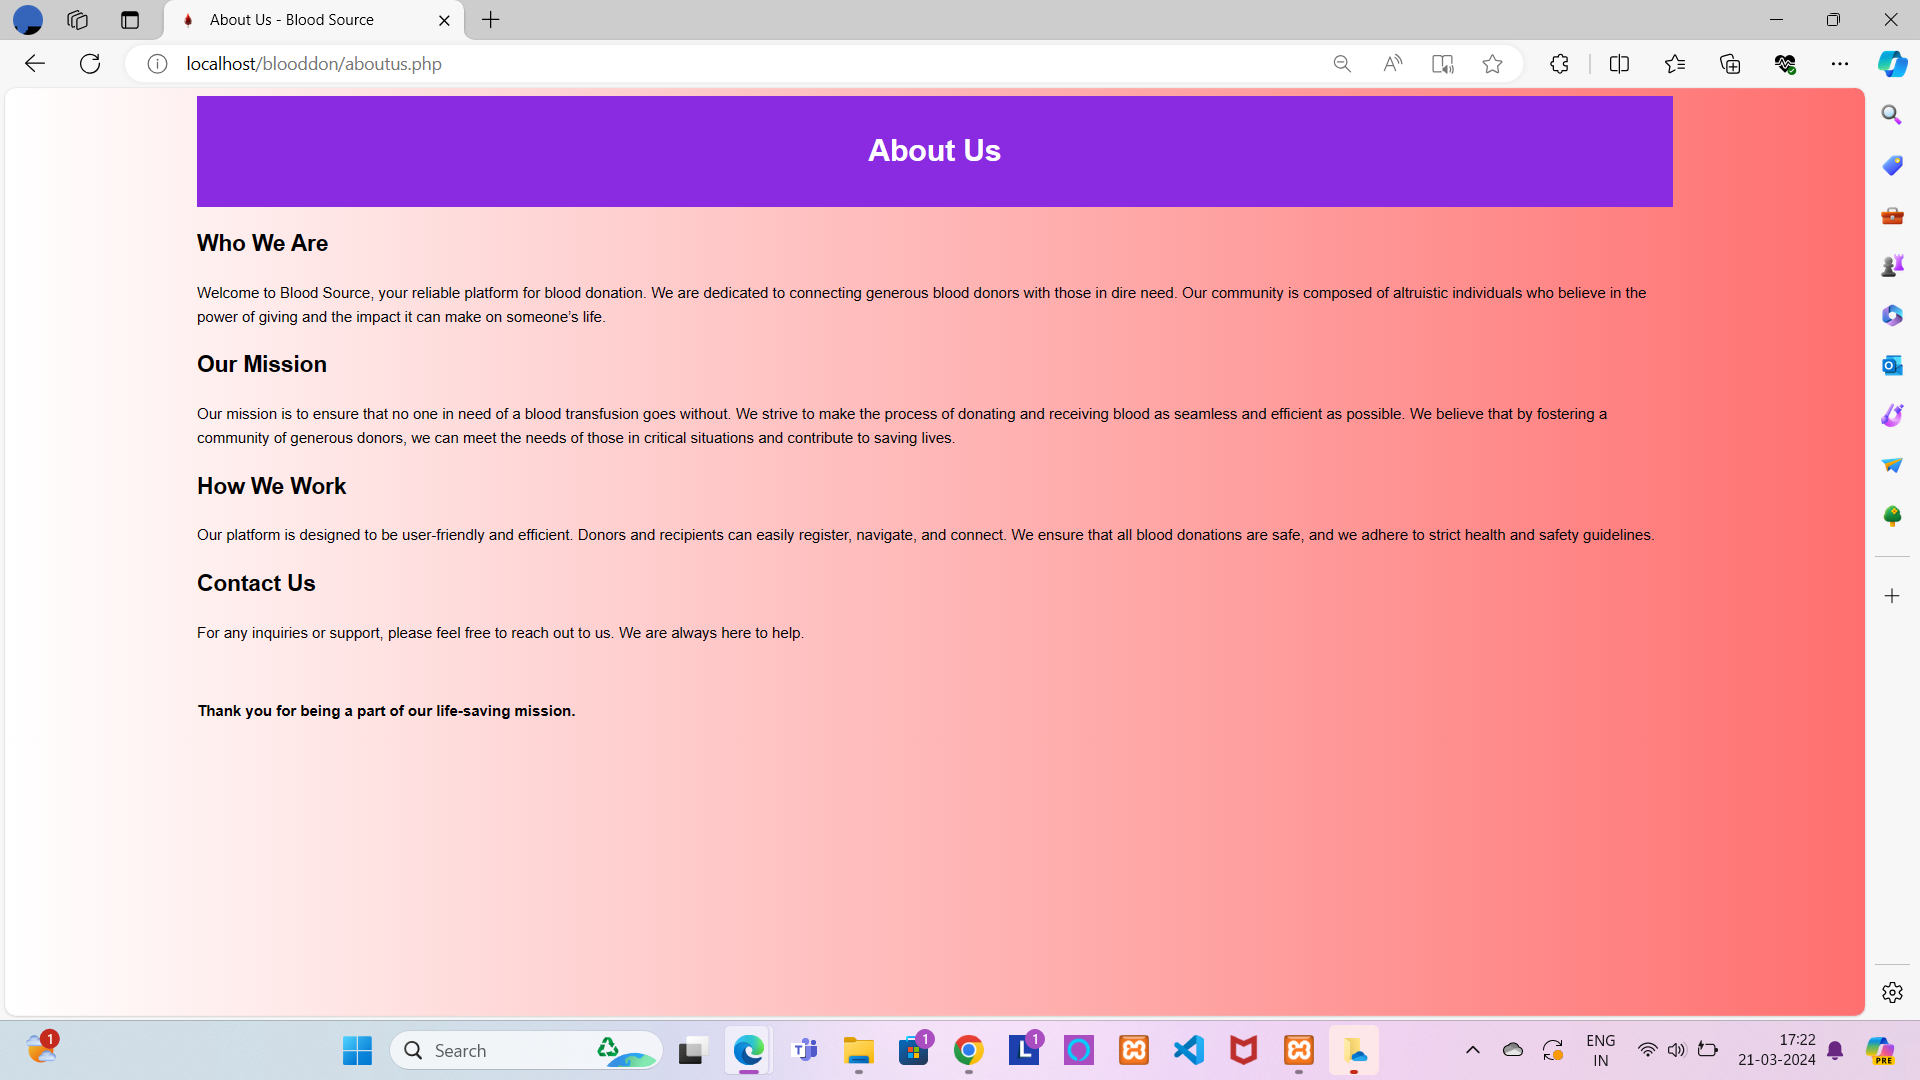 About Us - Blood Source
localhost/blooddon/aboutus.php
About Us
Who We Are
Welcome to Blood Source, your reliable platform for blood donation. We are dedicated to connecting generous blood donors with those in dire need. Our community is composed of altruistic individuals who believe in the
power of giving and the impact it can make on someone’s life.
Our Mission
Our mission is to ensure that no one in need of a blood transfusion goes without. We strive to make the process of donating and receiving blood as seamless and efficient as possible. We believe that by fostering a
community of generous donors, we can meet the needs of those in critical situations and contribute to saving lives.
How We Work
Our platform is designed to be user-friendly and efficient. Donors and recipients can easily register, navigate, and connect. We ensure that all blood donations are safe, and we adhere to strict health and safety guidelines.
Contact Us
For any inquiries or support, please feel free to reach out to us. We are always here to help.
Thank you for being a part of our life-saving mission.
1
Search
1
L 1
ENG
IN
17:22
21-03-2024
PRE